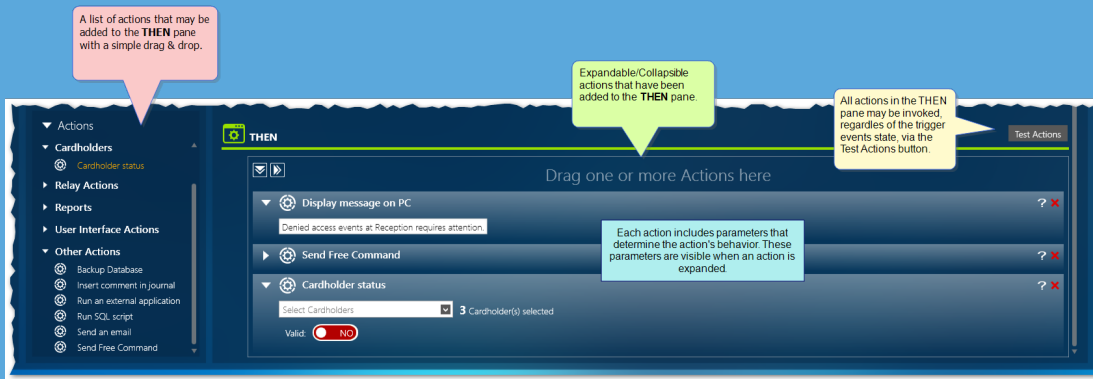 A list of actions that may be
added to the THEN pane
with a simple drag & drop.
Expandable/Collapsible
actions that have been
added to the THEN pane.
All actions in the THEN
pane may be invoked,
regardles of the trigger
events state, via the
Test Actions button.
Actions
Cardholders
Cardholder status
Relay Actions
Reports
User Interface Actions
Other Actions
Backup Database
Insert comment in journal
Run an external application
Run SQL script
Send an email
Send Free Command
THEN
Test Actions
Drag one or more Actions here
Display message on PC
?
Denied access events at Reception requires attention.
Each action includes parameters that
determine the action's behavior. These
parameters are visible when an action is
expanded.
Send Free Command
?
Cardholder status
?
Select Cardholders
3 Cardholder(s) selected
Valid: NO